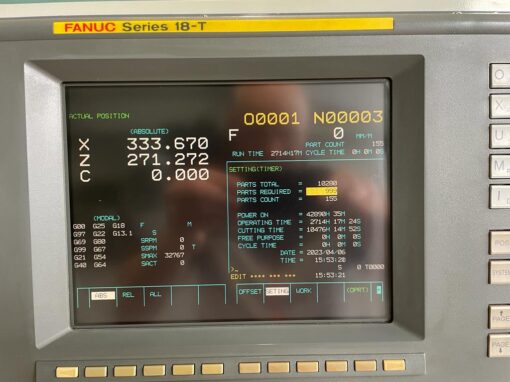 FANUC Series 18-T
ACTUAL POSITION
(ABSOLUTE)
X 333.670
Z 271.272
C 0.000
O0001 N00003
F 0 MM/M
PART COUNT 155
RUN TIME 2714H17M CYCLE TIME 0H 0M 0S
SETTING(TIMER)
PARTS TOTAL = 10200
PARTS REQUIRED = 999
PARTS COUNT = 155
POWER ON = 42090H 35M
OPERATING TIME = 2714H 17M 24S
CUTTING TIME = 10476H 14M 52S
FREE PURPOSE = 0H 0M 0S
CYCLE TIME = 0H 0M 0S
DATE = 2023/04/06
TIME = 15:53:20
(MODAL)
G00 G25 G18 F M
G97 G22 G13.1 S
G69 G80 SRPM 0
G99 G67 SSPM 0 T
G21 G54 SMAX 32767
G40 G64 SACT 0
>_
S 0 T0000
EDIT **** *** *** 15:53:21
ABS REL ALL
OFFSET SETING WORK (OPRT)
X
U
M
POS
SYSTEM
PAGE
PAGE